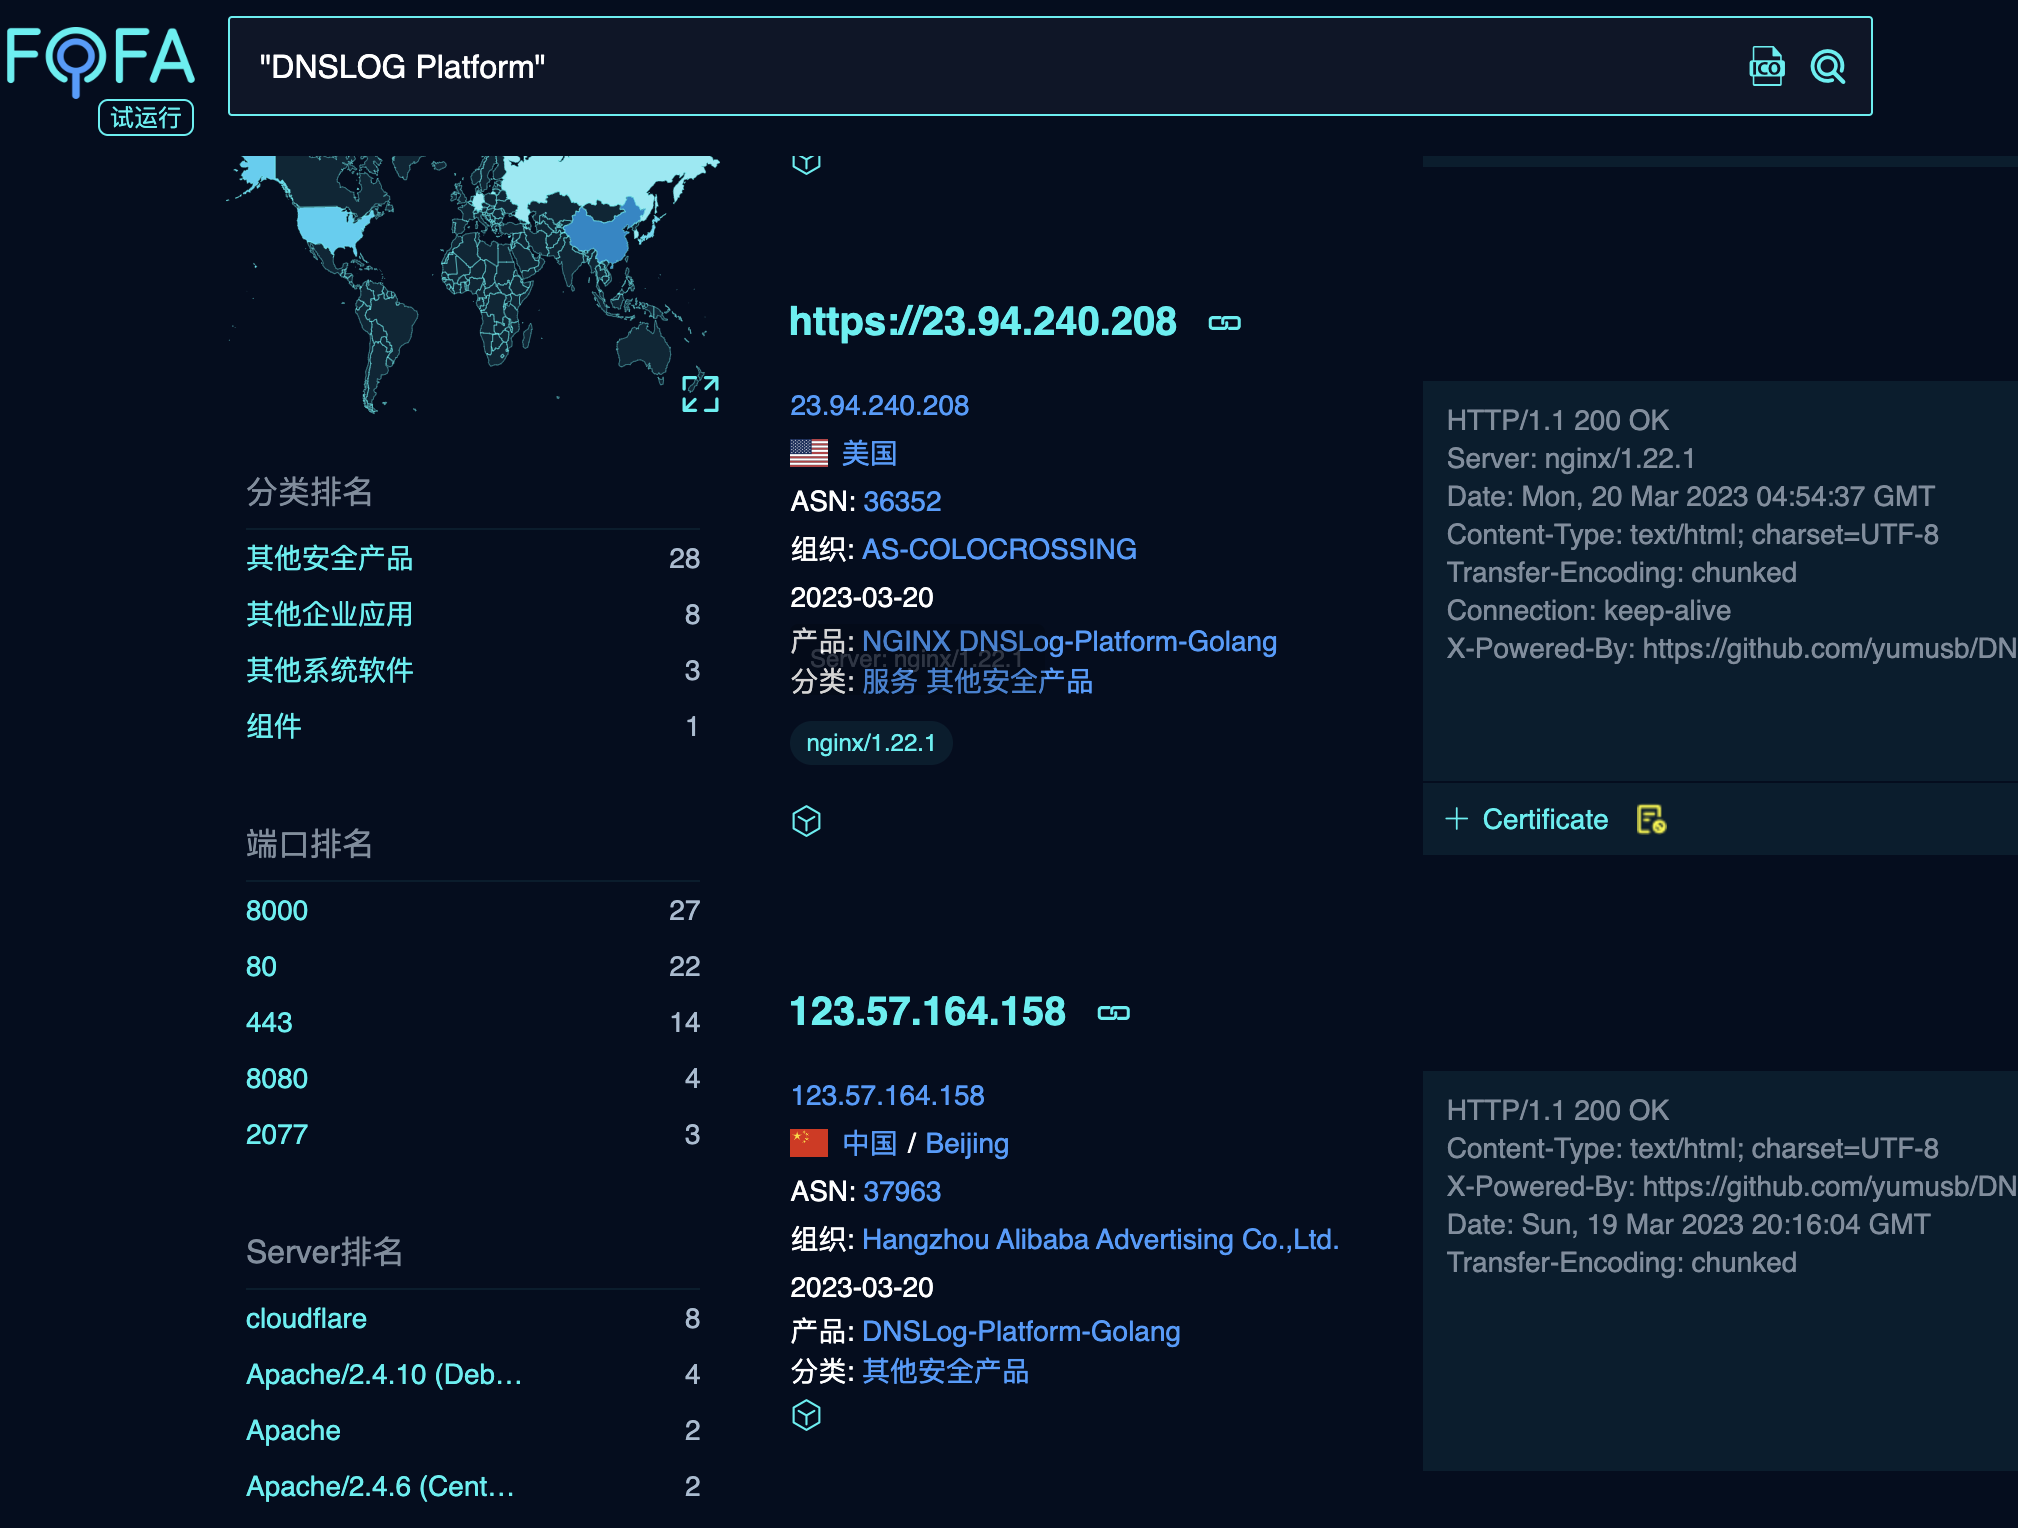 FOFA
试运行
"DNSLOG Platform"
ICO
分类排名
其他安全产品 28
其他企业应用 8
其他系统软件 3
组件 1
端口排名
8000 27
80 22
443 14
8080 4
2077 3
Server排名
cloudflare 8
Apache/2.4.10 (Deb... 4
Apache 2
Apache/2.4.6 (Cent... 2
https://23.94.240.208
23.94.240.208
美国
ASN: 36352
组织: AS-COLOCROSSING
2023-03-20
产品: NGINX DNSLog-Platform-Golang
Server: nginx/1.22.1
分类: 服务 其他安全产品
nginx/1.22.1
HTTP/1.1 200 OK
Server: nginx/1.22.1
Date: Mon, 20 Mar 2023 04:54:37 GMT
Content-Type: text/html; charset=UTF-8
Transfer-Encoding: chunked
Connection: keep-alive
X-Powered-By: https://github.com/yumusb/DN
+ Certificate
123.57.164.158
123.57.164.158
中国 / Beijing
ASN: 37963
组织: Hangzhou Alibaba Advertising Co.,Ltd.
2023-03-20
产品: DNSLog-Platform-Golang
分类: 其他安全产品
HTTP/1.1 200 OK
Content-Type: text/html; charset=UTF-8
X-Powered-By: https://github.com/yumusb/DN
Date: Sun, 19 Mar 2023 20:16:04 GMT
Transfer-Encoding: chunked